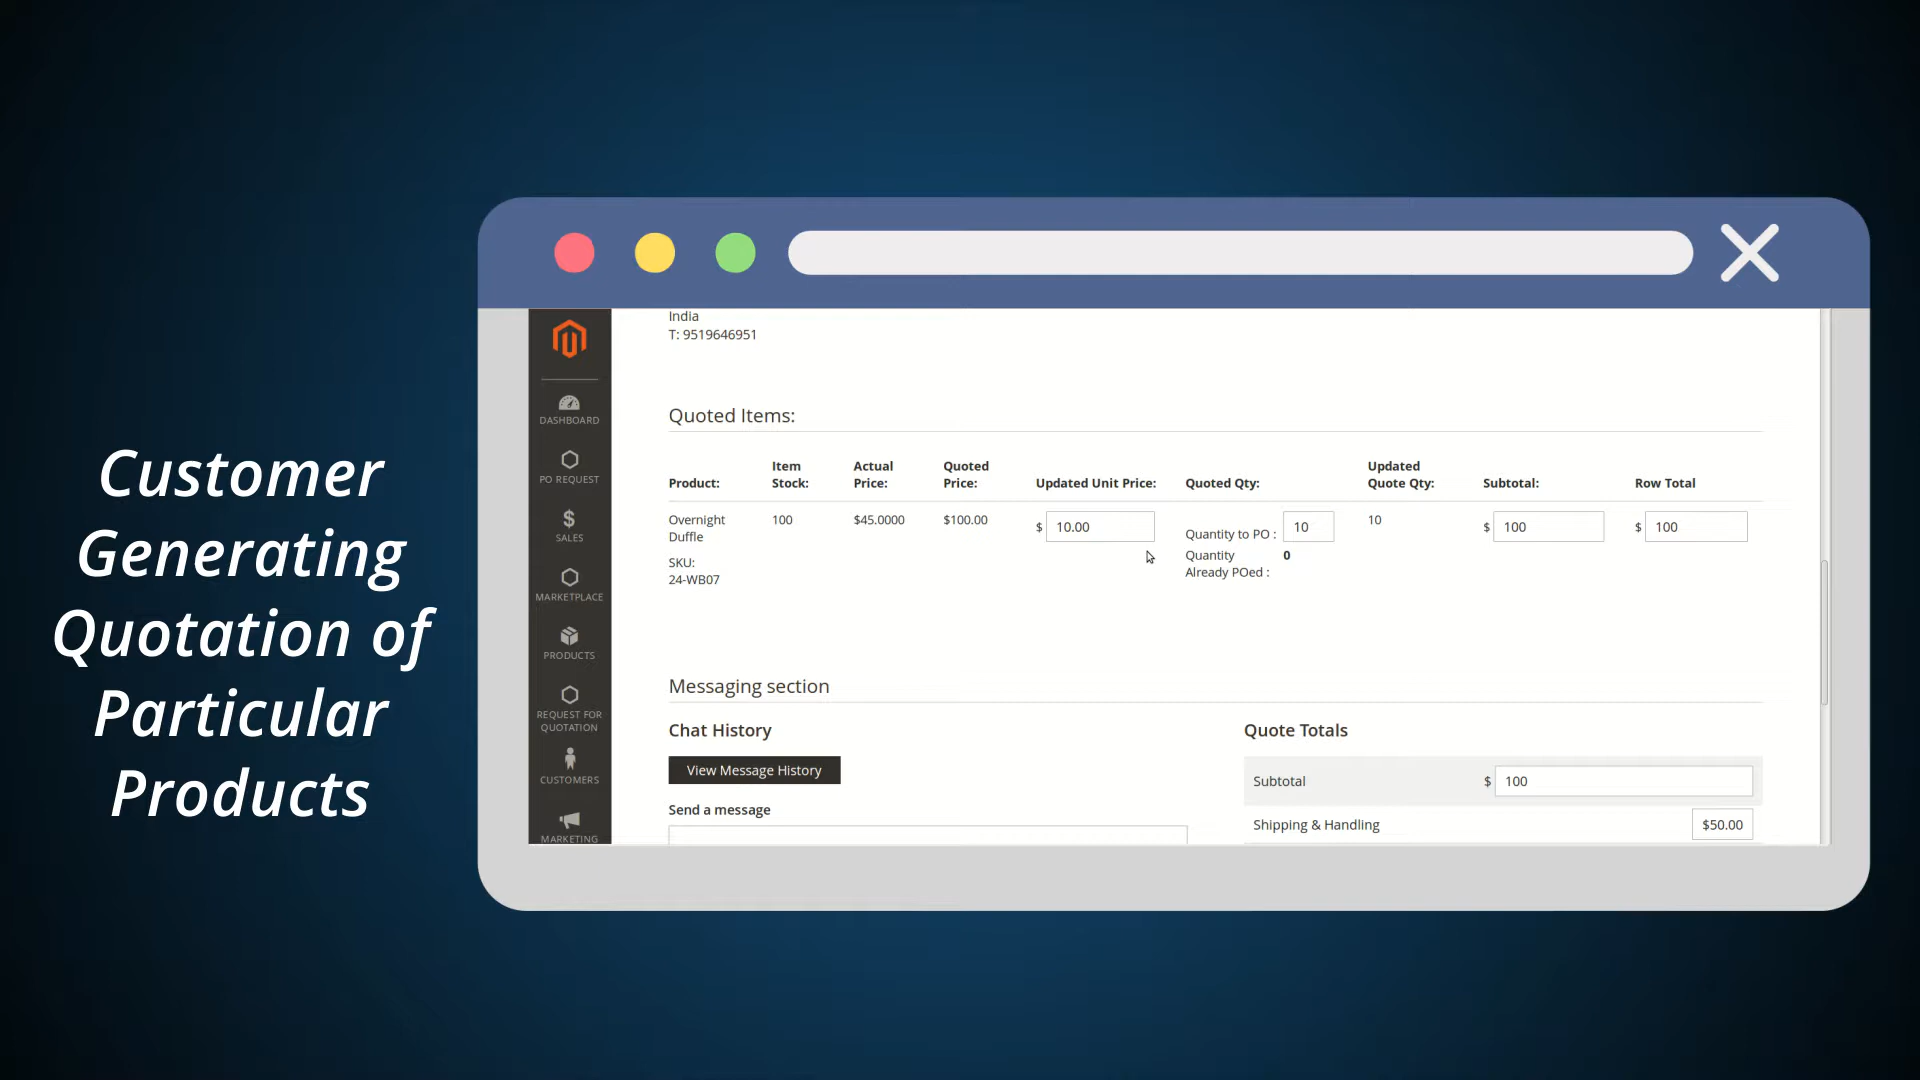 Customer
Generating
Quotation of
Particular
Products
India
T: 9519646951
DASHBOARD
PO REQUEST
$
SALES
MARKETPLACE
PRODUCTS
REQUEST FOR
QUOTATION
CUSTOMERS
MARKETING
Quoted Items:
Product: Item Stock: Actual Price: Quoted Price: Updated Unit Price: Quoted Qty: Updated Quote Qty: Subtotal: Row Total
Overnight Duffle 100 $45.0000 $100.00 $ 10.00 Quantity to PO : 10 10 $ 100 $ 100
SKU: Quantity 0
24-WB07 Already POed :
Messaging section
Chat History
View Message History
Send a message
Quote Totals
Subtotal $ 100
Shipping & Handling $50.00